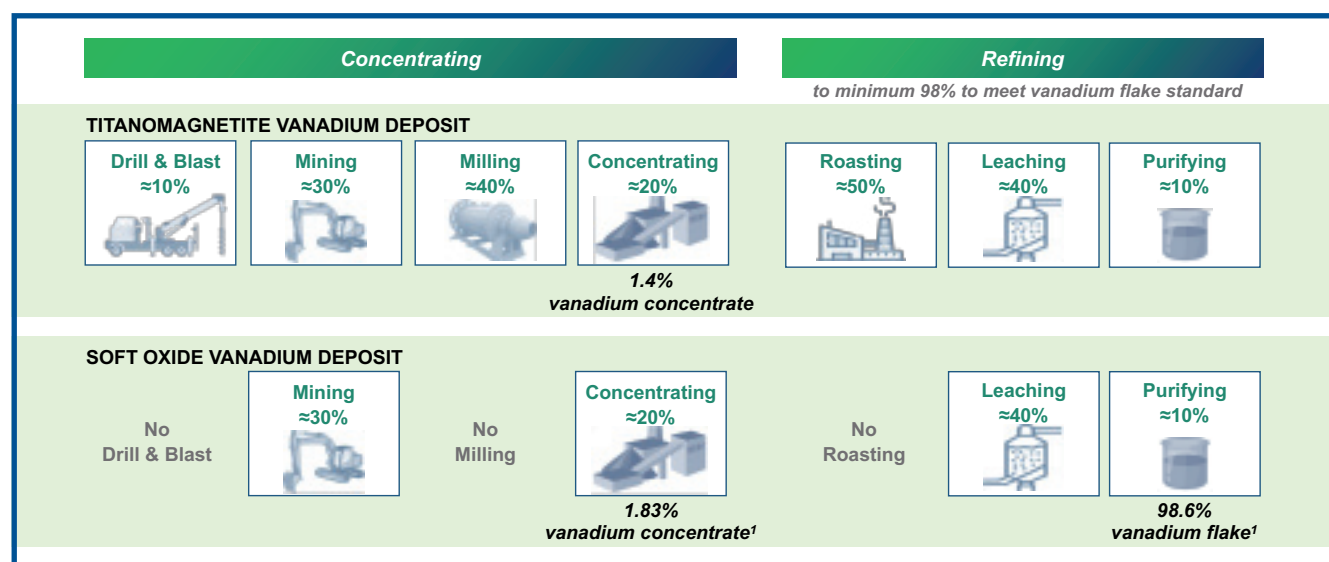 Concentrating
Refining
to minimum 98% to meet vanadium flake standard
TITANOMAGNETITE VANADIUM DEPOSIT
Drill & Blast
≈10%
Mining
≈30%
Milling
≈40%
Concentrating
≈20%
Roasting
≈50%
Leaching
≈40%
Purifying
≈10%
1.4%
vanadium concentrate
SOFT OXIDE VANADIUM DEPOSIT
No
Drill & Blast
Mining
≈30%
No
Milling
Concentrating
≈20%
No
Roasting
Leaching
≈40%
Purifying
≈10%
1.83%
vanadium concentrate¹
98.6%
vanadium flake¹